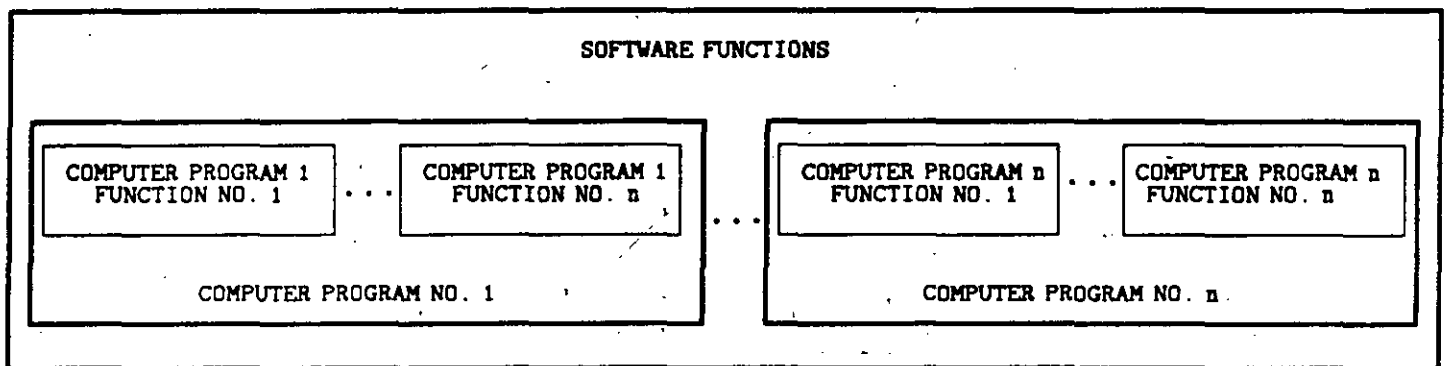 SOFTWARE FUNCTIONS
COMPUTER PROGRAM 1
FUNCTION NO. 1
...
COMPUTER PROGRAM 1
FUNCTION NO. n
...
COMPUTER PROGRAM n
FUNCTION NO. 1
...
COMPUTER PROGRAM n
FUNCTION NO. n
COMPUTER PROGRAM NO. 1
COMPUTER PROGRAM NO. n